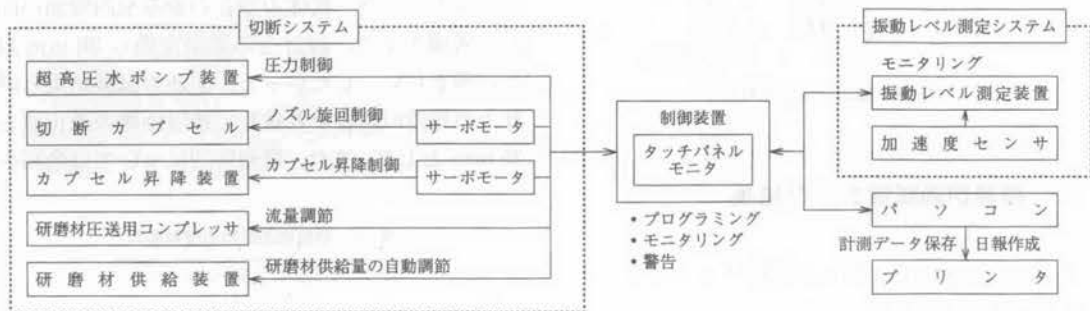 切断システム
超高圧水ポンプ装置
圧力制御
切断カプセル
ノズル旋回制御
サーボモータ
カプセル昇降装置
カプセル昇降制御
サーボモータ
研磨材圧送用コンプレッサ
流量調節
研磨材供給装置
研磨材供給量の自動調節
制御装置
タッチパネル
モニタ
• プログラミング
• モニタリング
• 警告
振動レベル測定システム
モニタリング
振動レベル測定装置
加速度センサ
パソコン
計測データ保存 日報作成
プリンタ